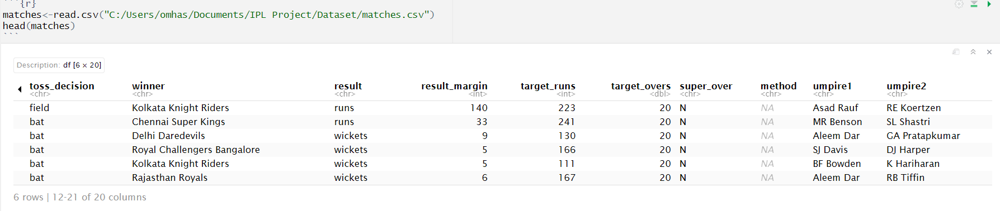 ```{r}
matches<-read.csv("C:/Users/omhas/Documents/IPL Project/Dataset/matches.csv")
head(matches)
```
Description: df [6 × 20]
toss_decision winner result result_margin target_runs target_overs super_over method umpire1 umpire2
<chr> <chr> <chr> <int> <int> <dbl> <chr> <chr> <chr> <chr>
field Kolkata Knight Riders runs 140 223 20 N NA Asad Rauf RE Koertzen
bat Chennai Super Kings runs 33 241 20 N NA MR Benson SL Shastri
bat Delhi Daredevils wickets 9 130 20 N NA Aleem Dar GA Pratapkumar
bat Royal Challengers Bangalore wickets 5 166 20 N NA SJ Davis DJ Harper
bat Kolkata Knight Riders wickets 5 111 20 N NA BF Bowden K Hariharan
bat Rajasthan Royals wickets 6 167 20 N NA Aleem Dar RB Tiffin
6 rows | 12-21 of 20 columns